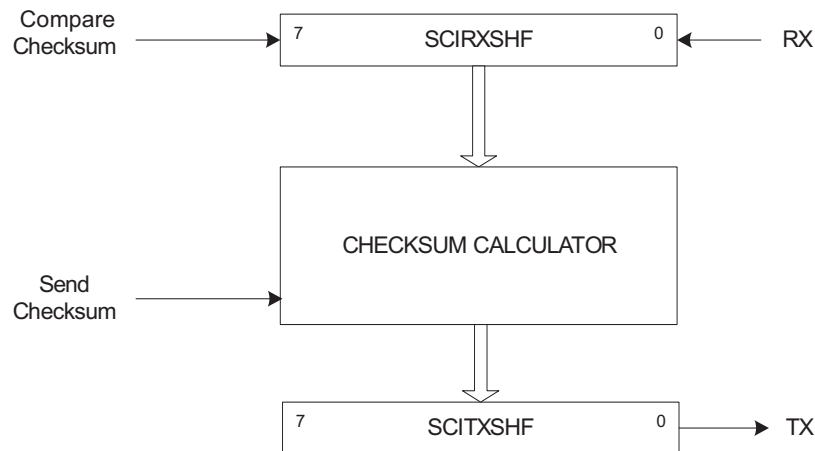 Compare
Checksum
7 SCIRXSHF 0
RX
CHECKSUM CALCULATOR
Send
Checksum
7 SCITXSHF 0
TX